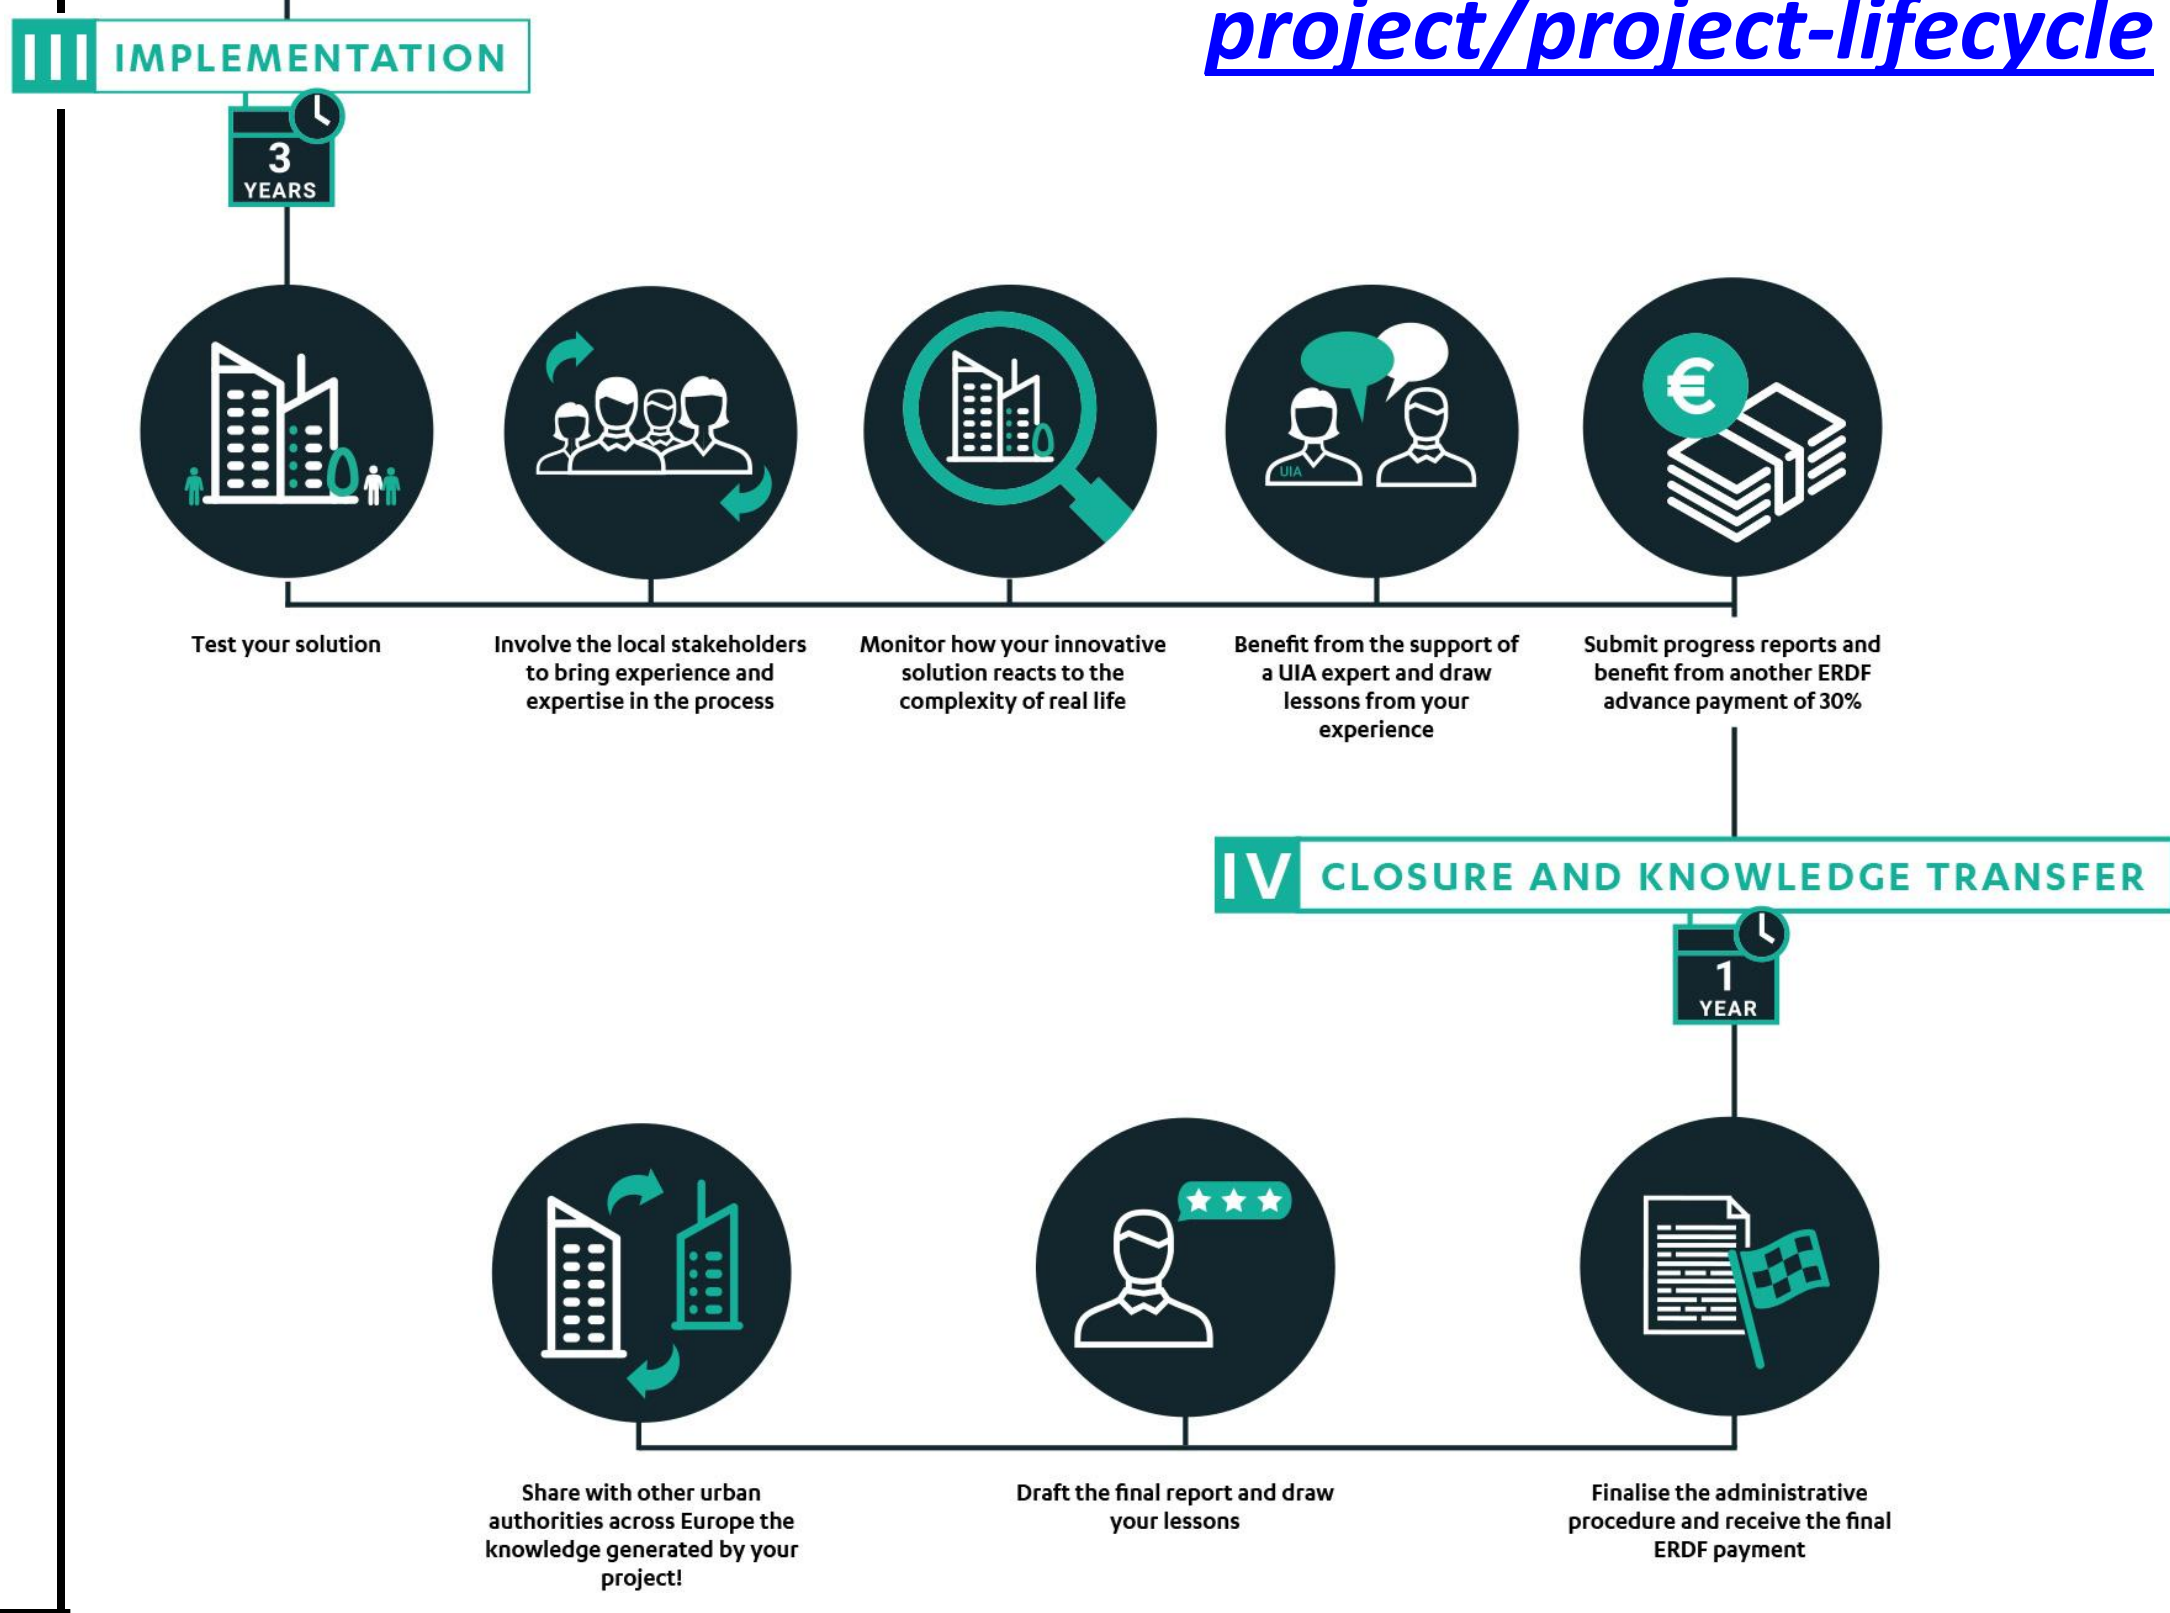 project/project-lifecycle
III IMPLEMENTATION
3
YEARS
UIA
€
Test your solution
Involve the local stakeholders
to bring experience and
expertise in the process
Monitor how your innovative
solution reacts to the
complexity of real life
Benefit from the support of
a UIA expert and draw
lessons from your
experience
Submit progress reports and
benefit from another ERDF
advance payment of 30%
IV CLOSURE AND KNOWLEDGE TRANSFER
1
YEAR
Share with other urban
authorities across Europe the
knowledge generated by your
project!
Draft the final report and draw
your lessons
Finalise the administrative
procedure and receive the final
ERDF payment